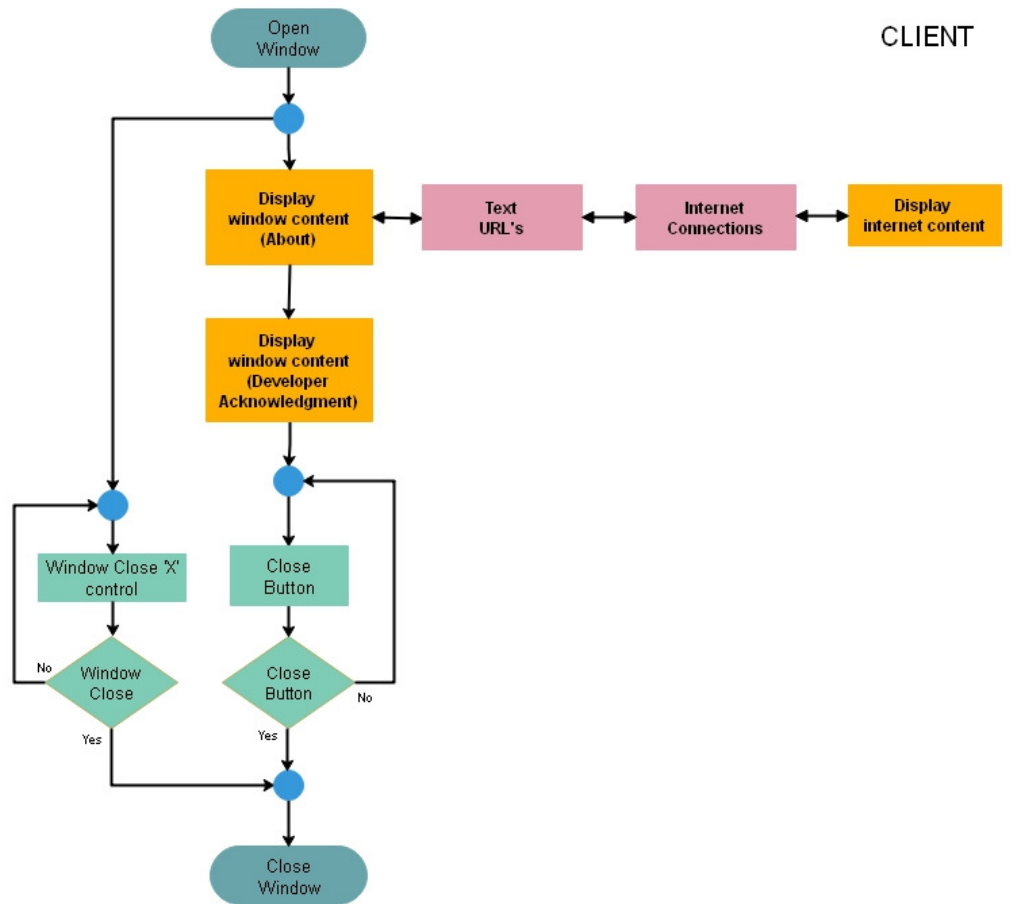 Open
Window
CLIENT
Display
window content
(About)
Text
URL's
Internet
Connections
Display
internet content
Display
window content
(Developer
Acknowledgment)
Window Close 'X'
control
Close
Button
No
Window
Close
Yes
Close
Button
No
Yes
Close
Window